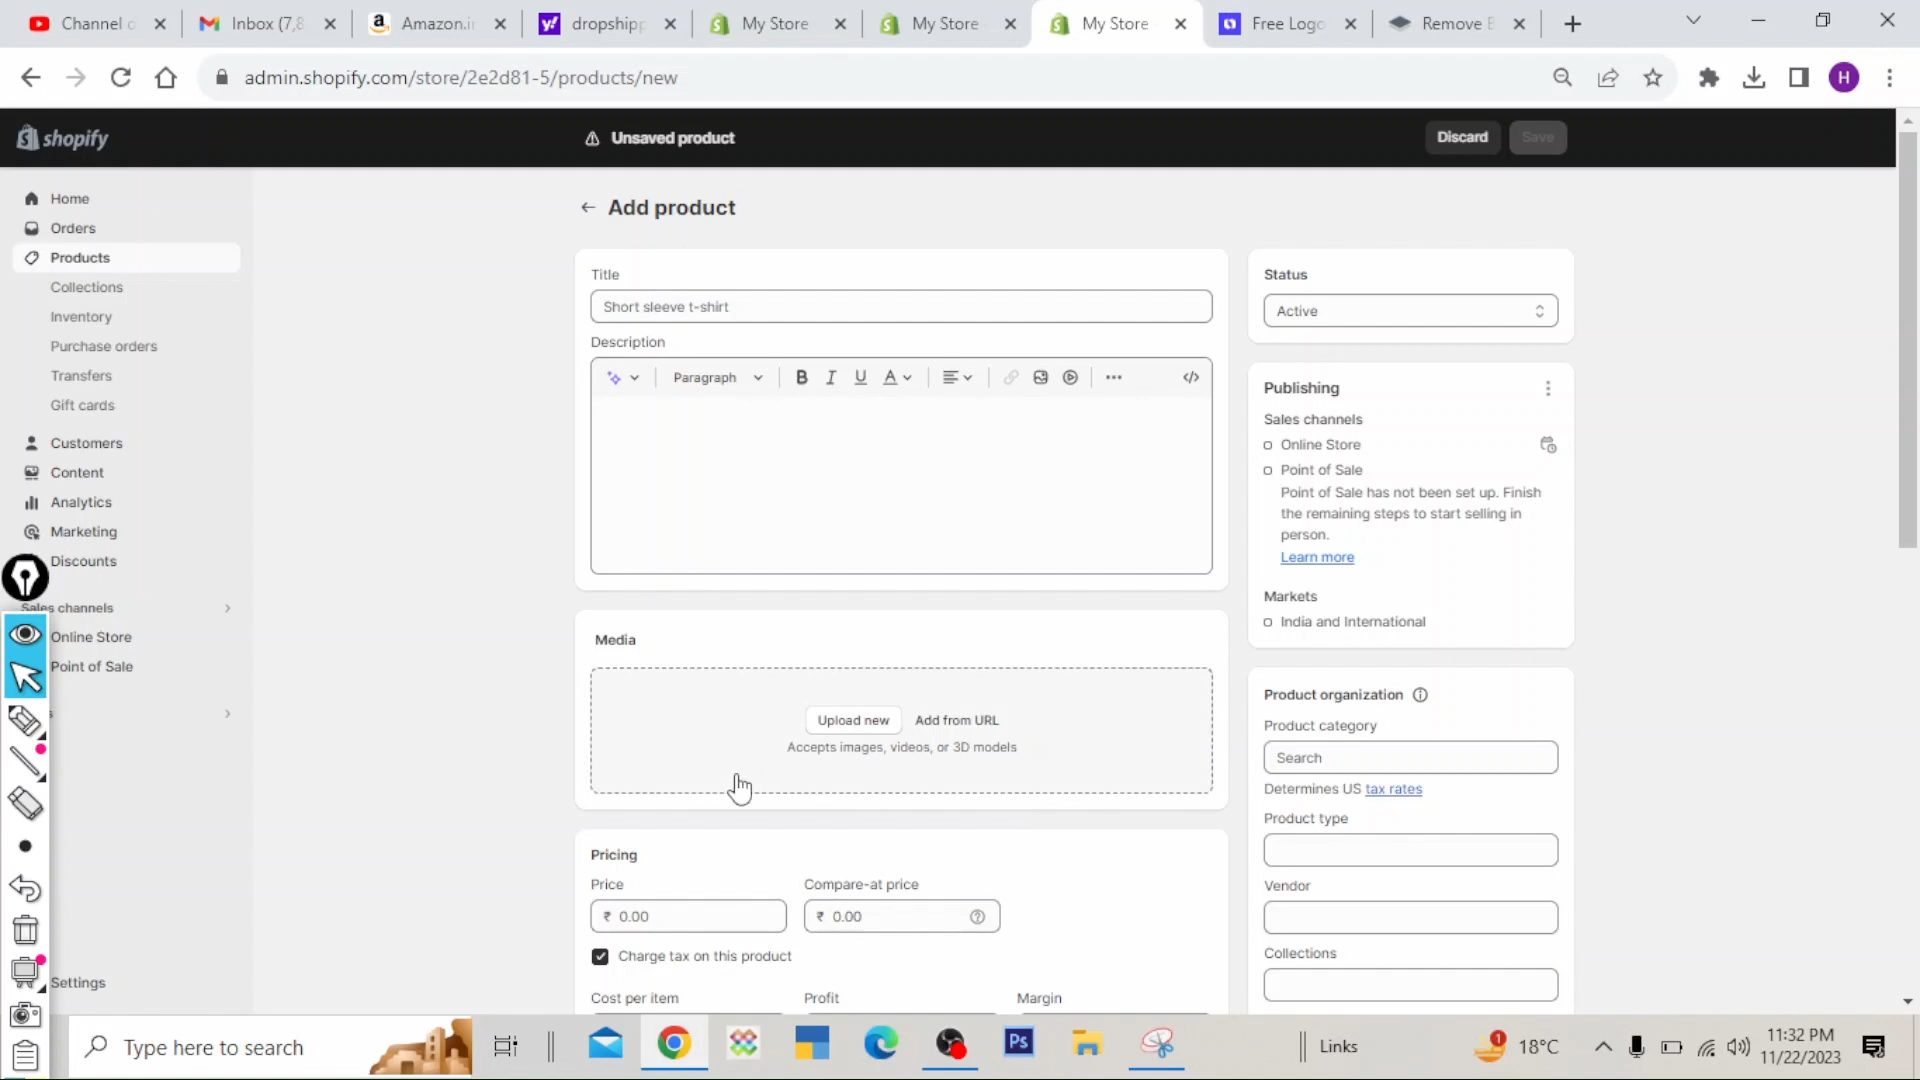 Channel c
Inbox (7,8
Amazon.i
dropshipp
My Store
My Store
My Store
Free Logo
Remove B
admin.shopify.com/store/2e2d81-5/products/new
H
shopify
Unsaved product
Discard
Save
Home
Orders
Products
Collections
Inventory
Purchase orders
Transfers
Gift cards
Customers
Content
Analytics
Marketing
Discounts
Sales channels
Online Store
Point of Sale
s
Settings
Add product
Title
Short sleeve t-shirt
Description
Paragraph
B I U A
Media
Upload new
Add from URL
Accepts images, videos, or 3D models
Pricing
Price
Compare-at price
₹ 0.00
₹ 0.00
Charge tax on this product
Cost per item
Profit
Margin
Status
Active
Publishing
Sales channels
Online Store
Point of Sale
Point of Sale has not been set up. Finish
the remaining steps to start selling in
person.
Learn more
Markets
India and International
Product organization
Product category
Search
Determines US tax rates
Product type
Vendor
Collections
Type here to search
Ps
Links
1
18°C
11:32 PM
11/22/2023